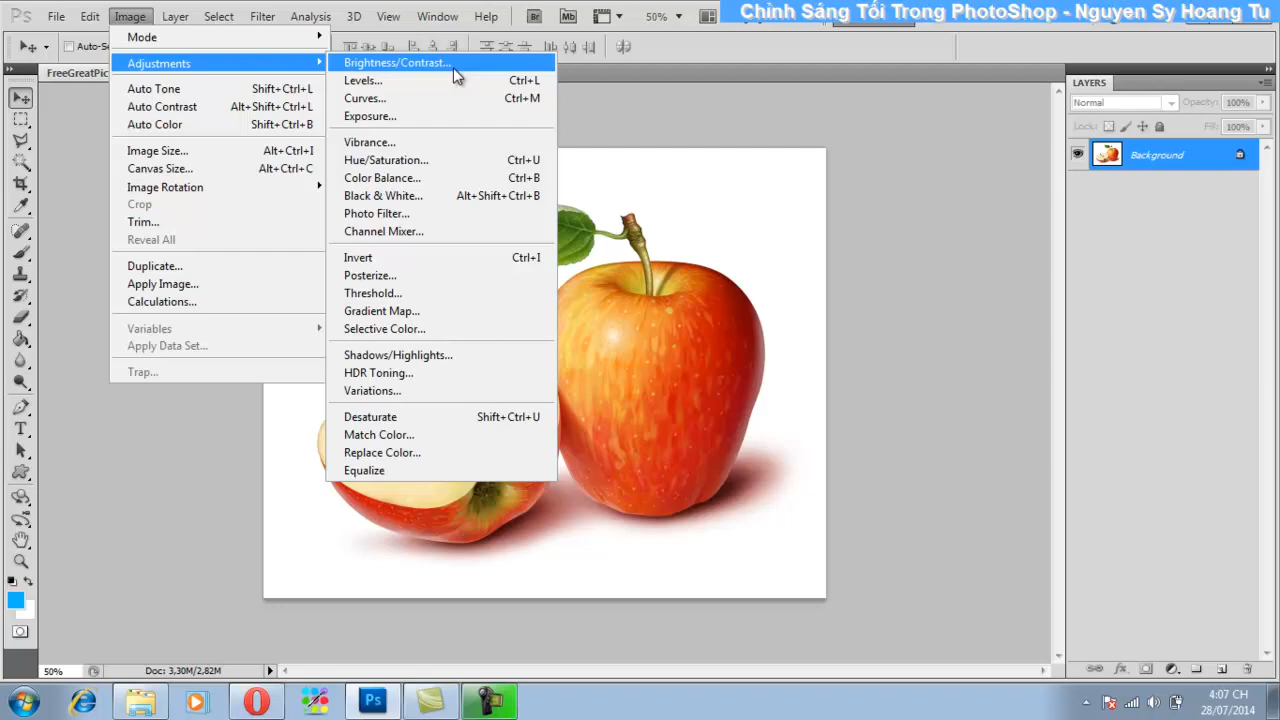 Chỉnh Sáng Tối Trong PhotoShop - Nguyen Sy Hoang Tu
Ps File Edit Image Layer Select Filter Analysis 3D View Window Help Br Mb 50%
Auto-Se
FreeGreatPic
Mode
Adjustments
Auto Tone Shift+Ctrl+L
Auto Contrast Alt+Shift+Ctrl+L
Auto Color Shift+Ctrl+B
Image Size... Alt+Ctrl+I
Canvas Size... Alt+Ctrl+C
Image Rotation
Crop
Trim...
Reveal All
Duplicate...
Apply Image...
Calculations...
Variables
Apply Data Set...
Trap...
Brightness/Contrast...
Levels... Ctrl+L
Curves... Ctrl+M
Exposure...
Vibrance...
Hue/Saturation... Ctrl+U
Color Balance... Ctrl+B
Black & White... Alt+Shift+Ctrl+B
Photo Filter...
Channel Mixer...
Invert Ctrl+I
Posterize...
Threshold...
Gradient Map...
Selective Color...
Shadows/Highlights...
HDR Toning...
Variations...
Desaturate Shift+Ctrl+U
Match Color...
Replace Color...
Equalize
LAYERS
Normal Opacity: 100%
Lock: Fill: 100%
Background
50% Doc: 3,30M/2,82M
Ps
4:07 CH
28/07/2014